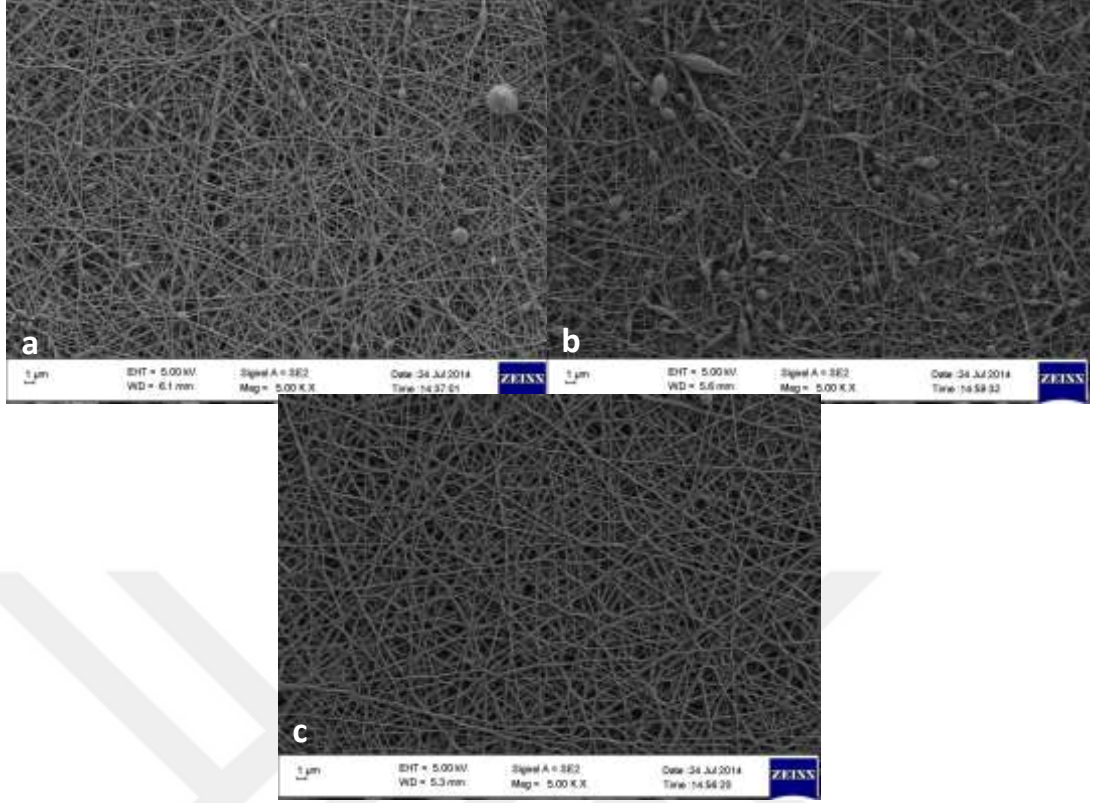 a
1 µm
EHT = 5.00 kV
WD = 6.1 mm
Signal A = SE2
Mag = 5.00 K X
Date :24 Jul 2014
Time :14:37:01
ZEISS
b
1 µm
EHT = 5.00 kV
WD = 5.6 mm
Signal A = SE2
Mag = 5.00 K X
Date :24 Jul 2014
ZEISS
c
1 µm
EHT = 5.00 kV
WD = 5.3 mm
Signal A = SE2
Mag = 5.00 K X
Date :24 Jul 2014
ZEISS